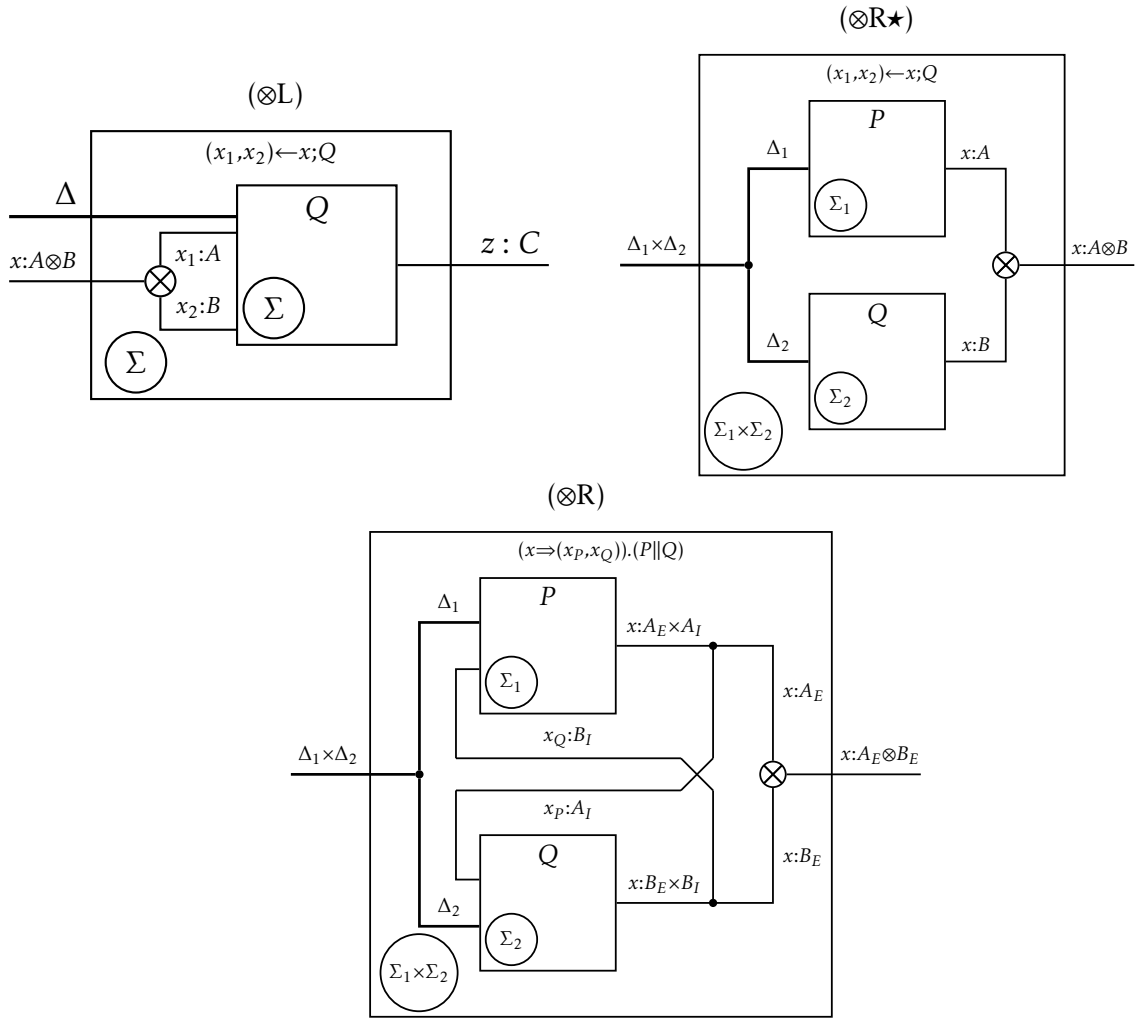 (⊗L)
(x₁,x₂)←x;Q
Δ
Q
x:A⊗B
x₁:A
x₂:B
z : C
Σ
Σ
(⊗R★)
(x₁,x₂)←x;Q
P
Δ₁
x:A
Σ₁
Δ₁×Δ₂
x:A⊗B
Q
Δ₂
x:B
Σ₂
Σ₁×Σ₂
(⊗R)
(x⇒(x_P,x_Q)).(P||Q)
P
Δ₁
x:A_E×A_I
Σ₁
x:A_E
x_Q:B_I
Δ₁×Δ₂
x:A_E⊗B_E
x_P:A_I
Q
x:B_E
x:B_E×B_I
Δ₂
Σ₂
Σ₁×Σ₂